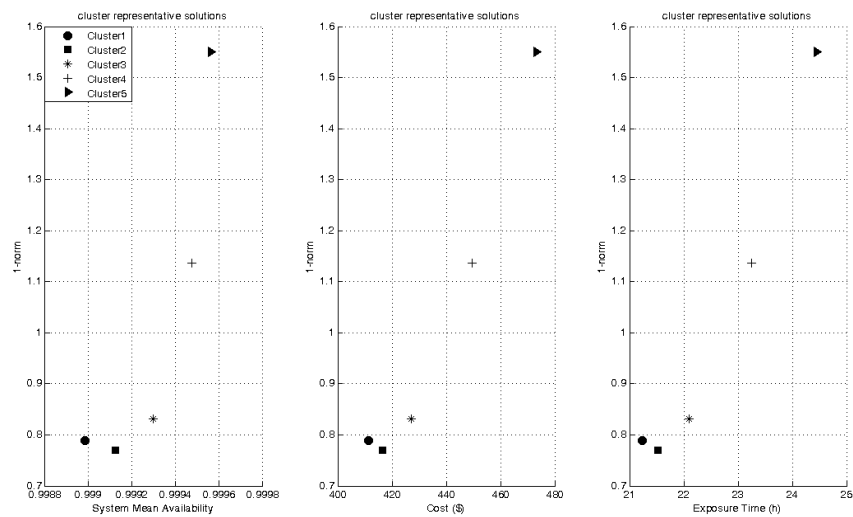 cluster representative solutions
1.6
1.5
1.4
1.3
1.2
1.1
1
0.9
0.8
0.7
1-norm
Cluster1
Cluster2
Cluster3
Cluster4
Cluster5
0.9988 0.999 0.9992 0.9994 0.9996 0.9998
System Mean Availability
cluster representative solutions
1.6
1.5
1.4
1.3
1.2
1.1
1
0.9
0.8
0.7
1-norm
400 420 440 460 480
Cost ($)
cluster representative solutions
1.6
1.5
1.4
1.3
1.2
1.1
1
0.9
0.8
0.7
1-norm
21 22 23 24 25
Exposure Time (h)